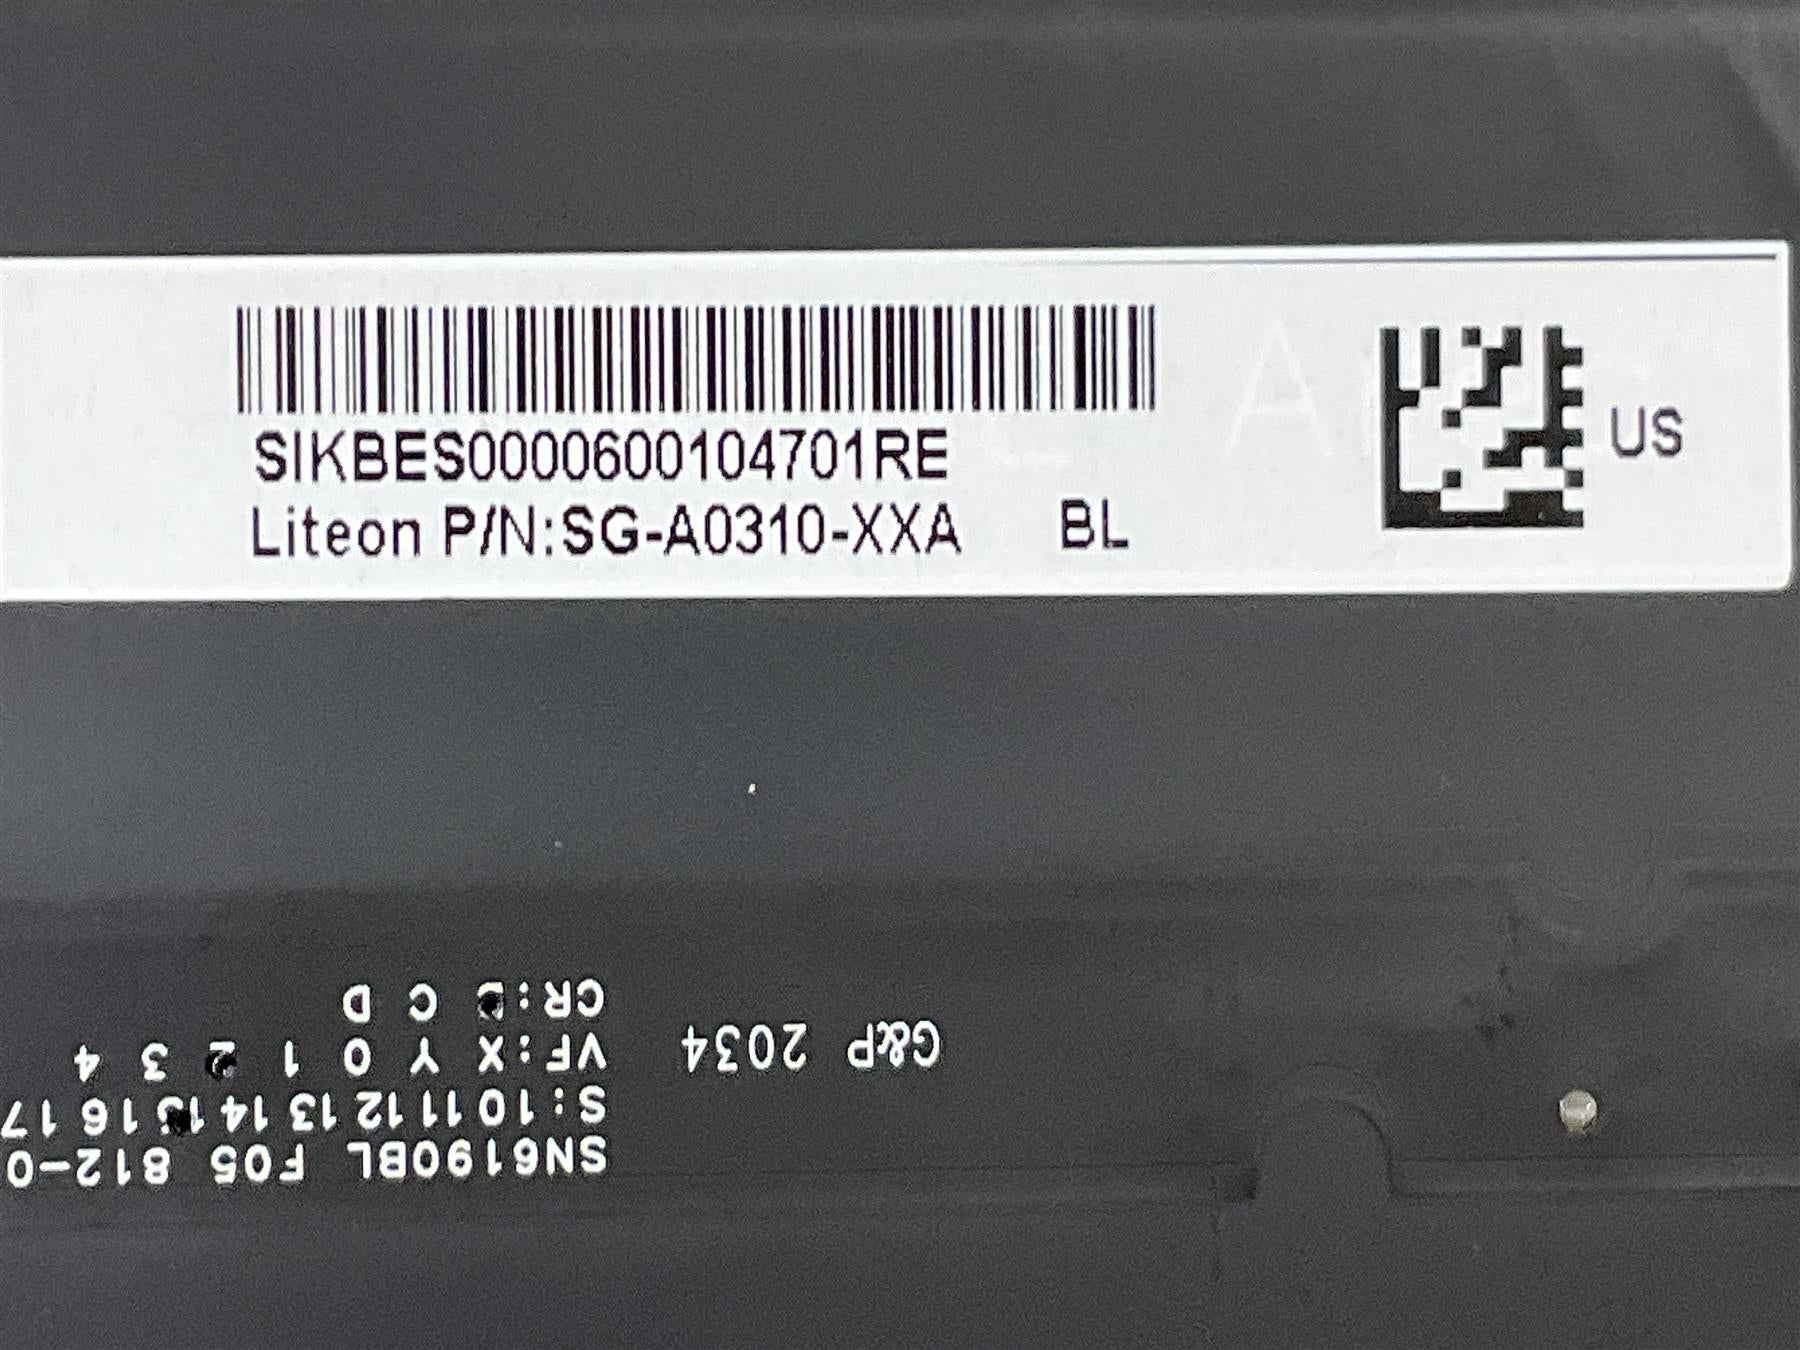 SIKBES0000600104701RE
Liteon P/N:SG-A0310-XXA BL
US
SN6190BL F05 812-0
S:10 11 12 13 14 15 16 17
VF:X Y 0 1 2 3 4
CR: C D
G&P 2034